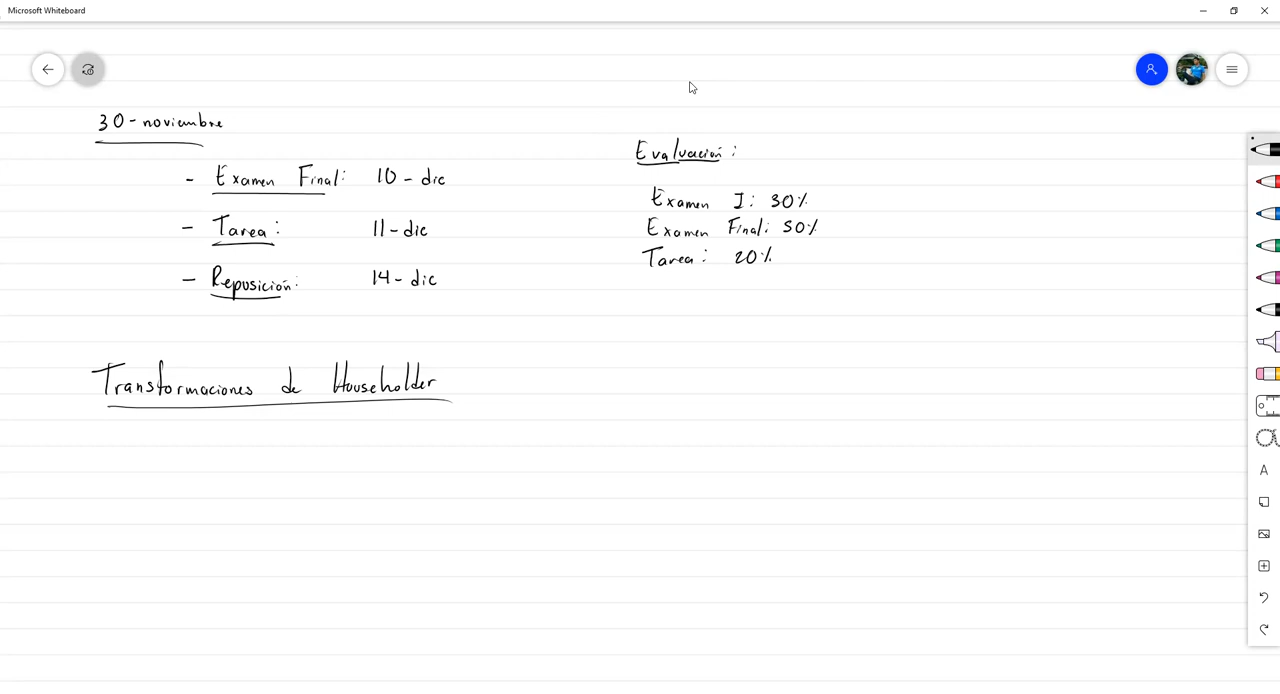 Microsoft Whiteboard
30 - noviembre
- Examen Final: 10 - dic
- Tarea: 11 - dic
- Reposición: 14 - dic
Evaluación:
Examen I: 30%
Examen Final: 50%
Tarea: 20%
Transformaciones de Householder
A